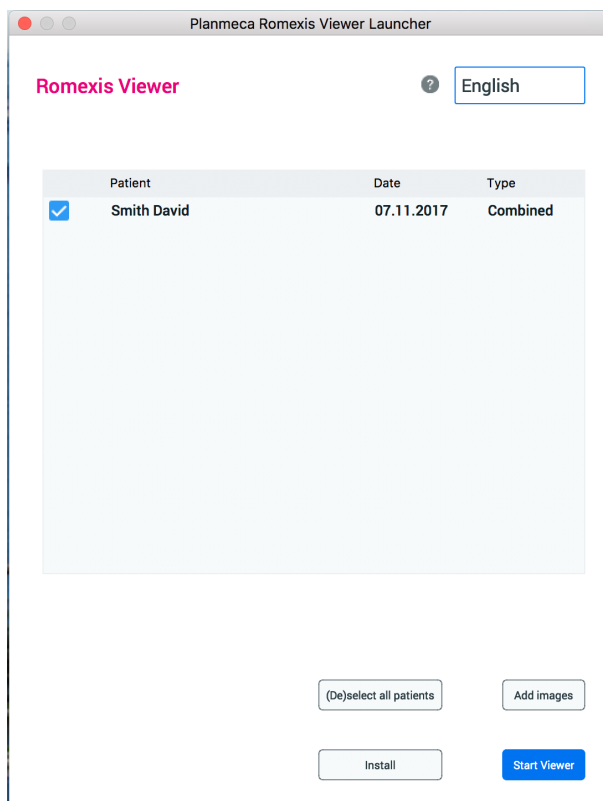 Planmeca Romexis Viewer Launcher
Romexis Viewer ? English
Patient Date Type
Smith David 07.11.2017 Combined
(De)select all patients Add images
Install Start Viewer